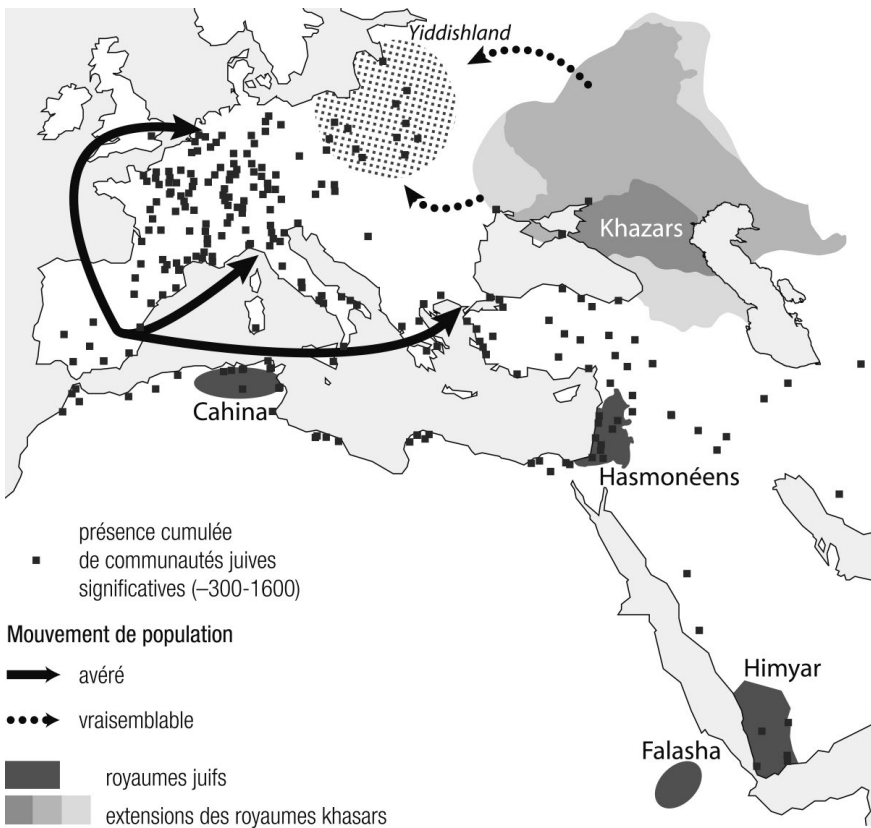 Yiddishland
Khazars
Cahina
Hasmonéens
présence cumulée
de communautés juives
significatives (–300-1600)
Mouvement de population
avéré
vraisemblable
Himyar
Falasha
royaumes juifs
extensions des royaumes khasars